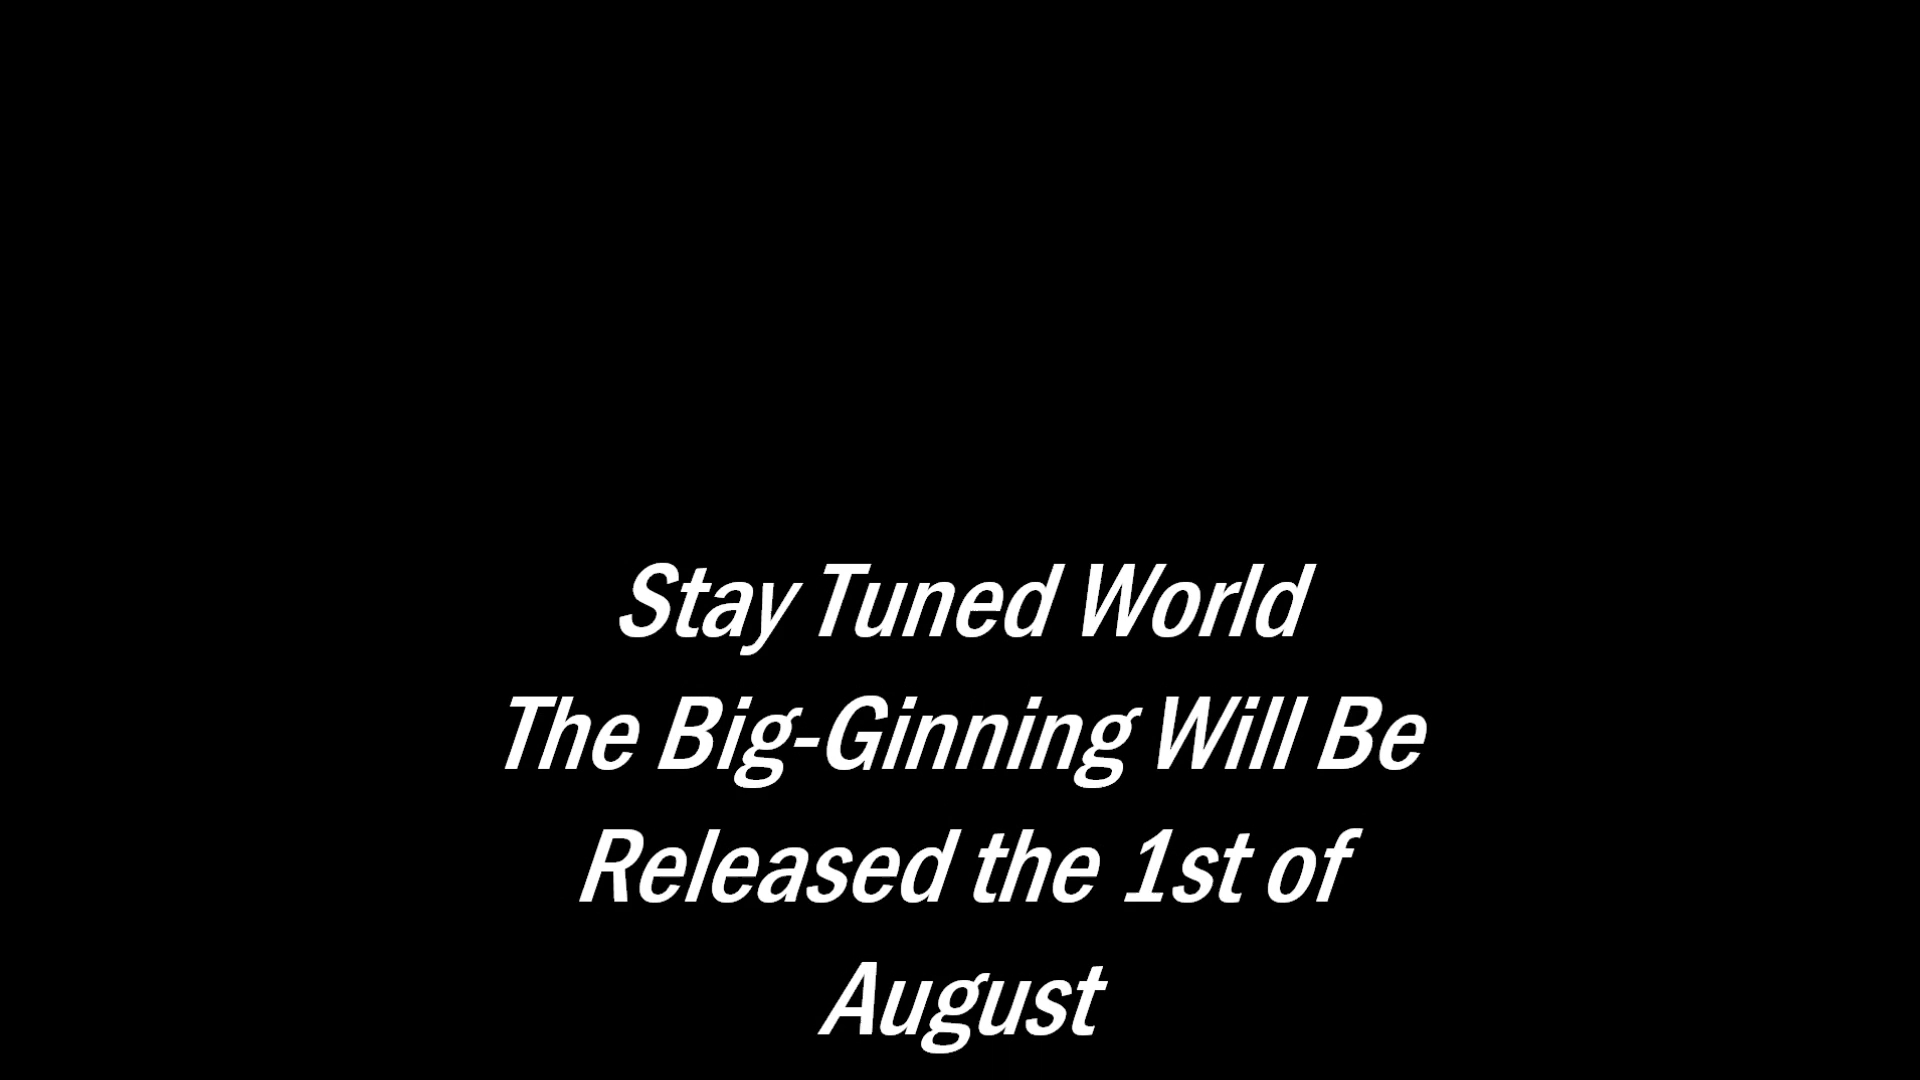 Stay Tuned World
The Big-Ginning Will Be
Released the 1st of
August